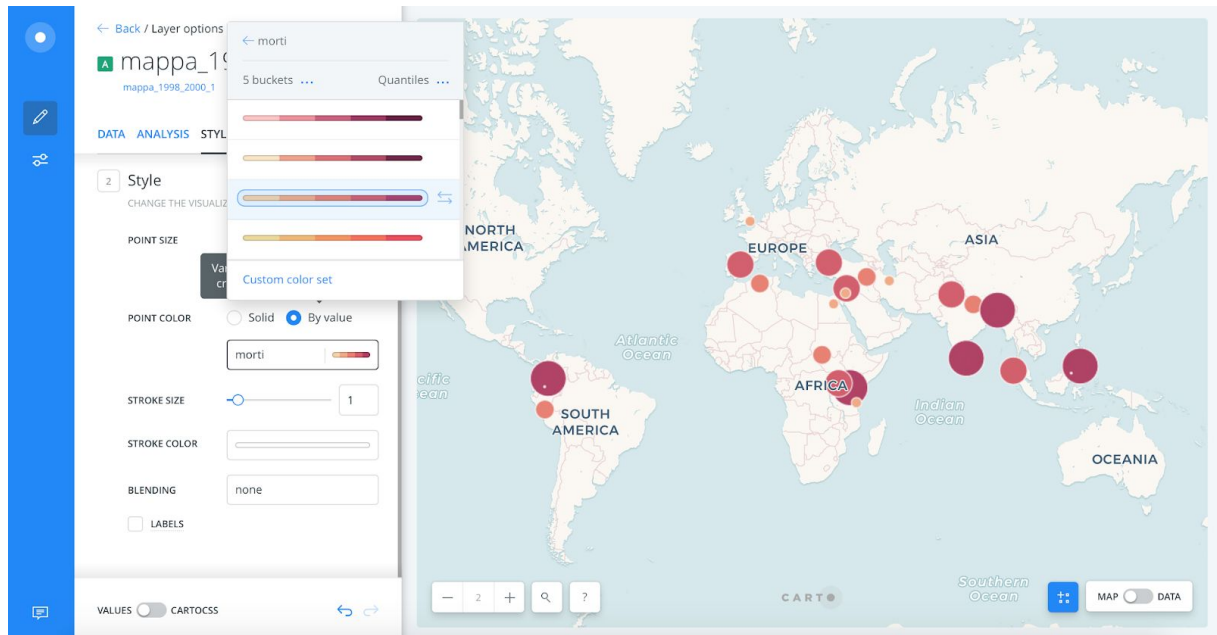 ← Back / Layer options
A mappa_19
mappa_1998_2000_1
DATA ANALYSIS STYL
2 Style
CHANGE THE VISUALIZ
POINT SIZE
Va
cr
POINT COLOR Solid By value
morti
STROKE SIZE 1
STROKE COLOR
BLENDING none
LABELS
VALUES CARTOCSS
← morti
5 buckets ... Quantiles ...
Custom color set
NORTH
AMERICA
EUROPE
ASIA
Atlantic
Ocean
cific
ean
AFRICA
SOUTH
AMERICA
Indian
Ocean
OCEANIA
Southern
Ocean
− 2 + ?
CARTO
MAP DATA